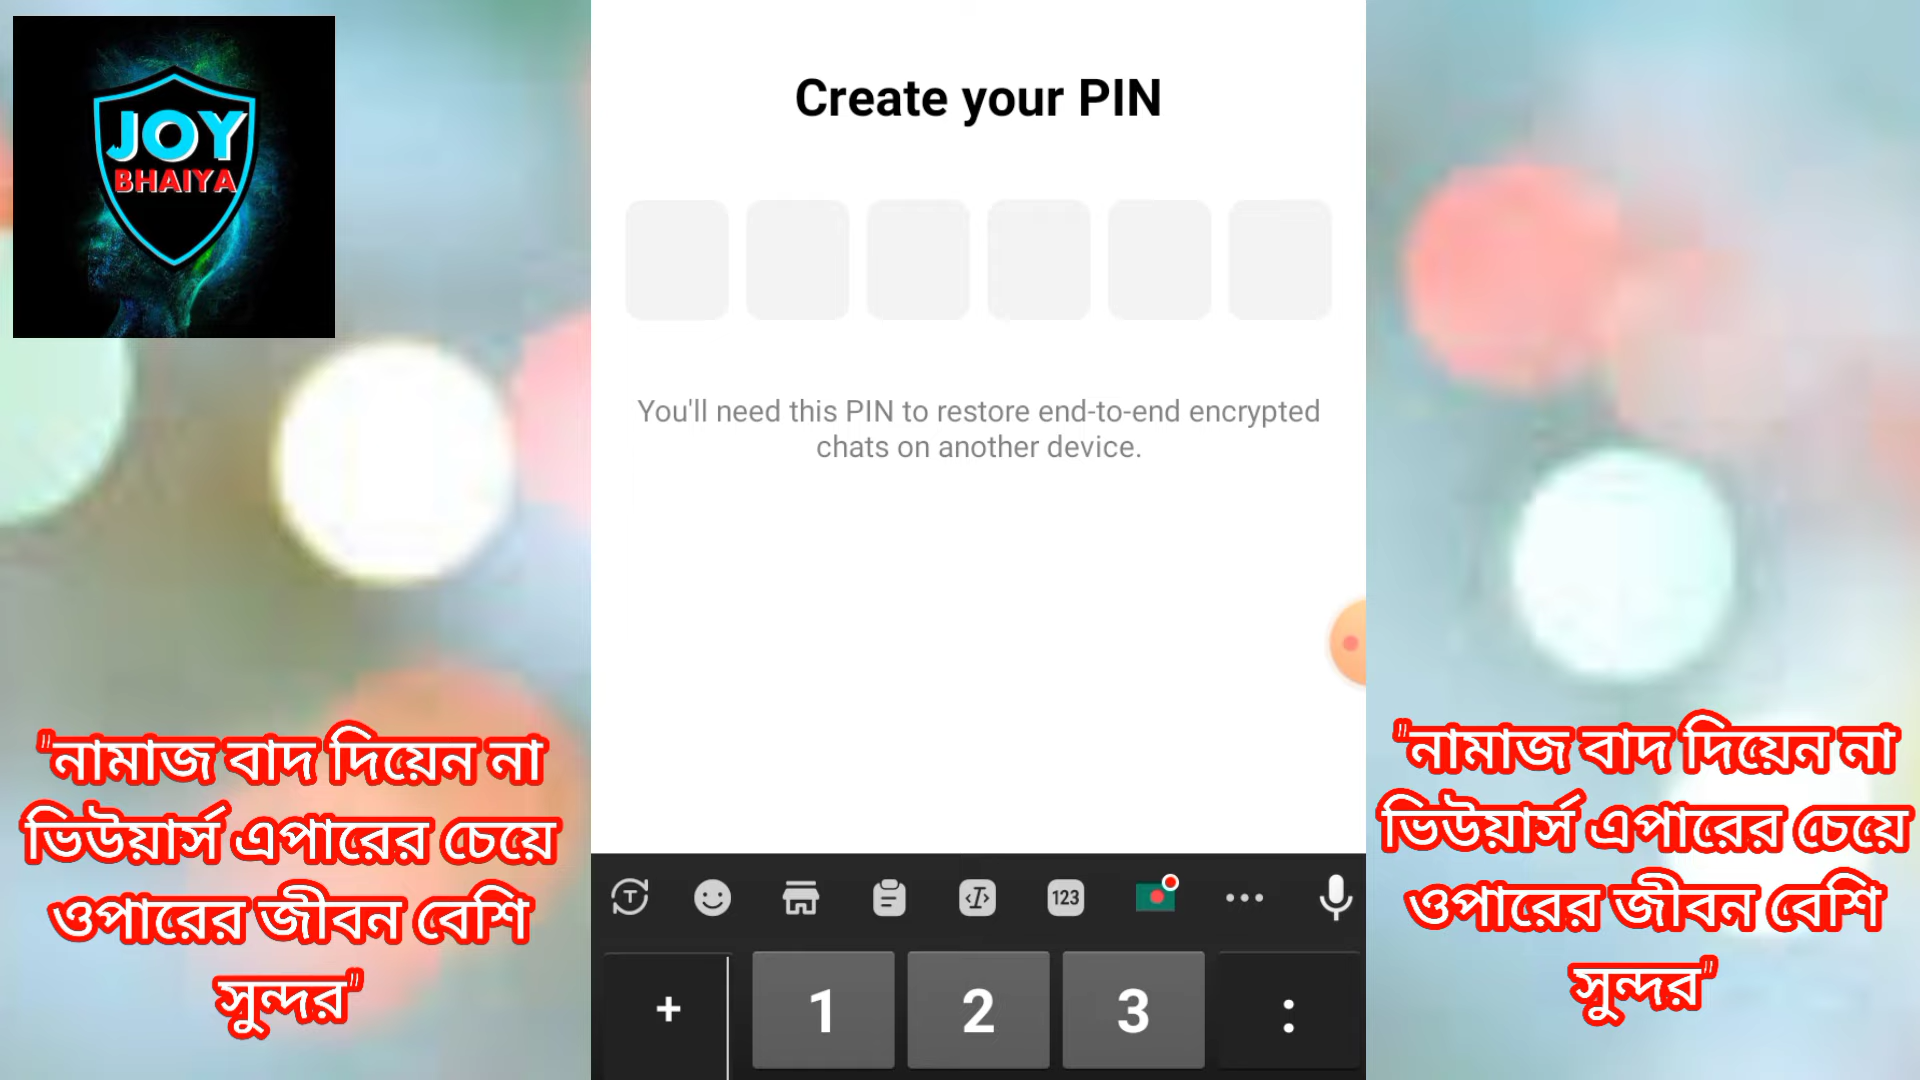 JOY
BHAIYA
Create your PIN
You'll need this PIN to restore end-to-end encrypted
chats on another device.
"নামাজ বাদ দিয়েন না
ভিউয়ার্স এপারের চেয়ে
ওপারের জীবন বেশি
সুন্দর"
"নামাজ বাদ দিয়েন না
ভিউয়ার্স এপারের চেয়ে
ওপারের জীবন বেশি
সুন্দর"
T
123
+ 1 2 3 :